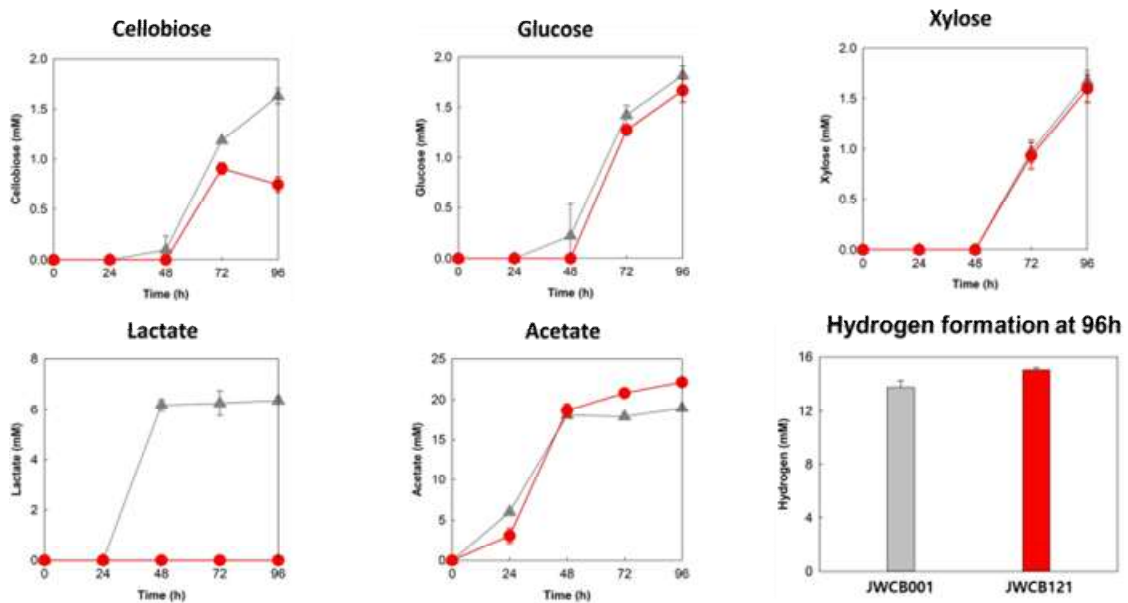 Cellobiose
2.0
1.5
1.0
0.5
0.0
Cellobiose (mM)
0 24 48 72 96
Time (h)
Glucose
2.0
1.5
1.0
0.5
0.0
Glucose (mM)
0 24 48 72 96
Time (h)
Xylose
2.0
1.5
1.0
0.5
0.0
Xylose (mM)
0 24 48 72 96
Time (h)
Lactate
8
6
4
2
0
Lactate (mM)
0 24 48 72 96
Time (h)
Acetate
25
20
15
10
5
0
Acetate (mM)
0 24 48 72 96
Time (h)
Hydrogen formation at 96h
16
12
8
4
0
Hydrogen (mM)
JWCB001 JWCB121